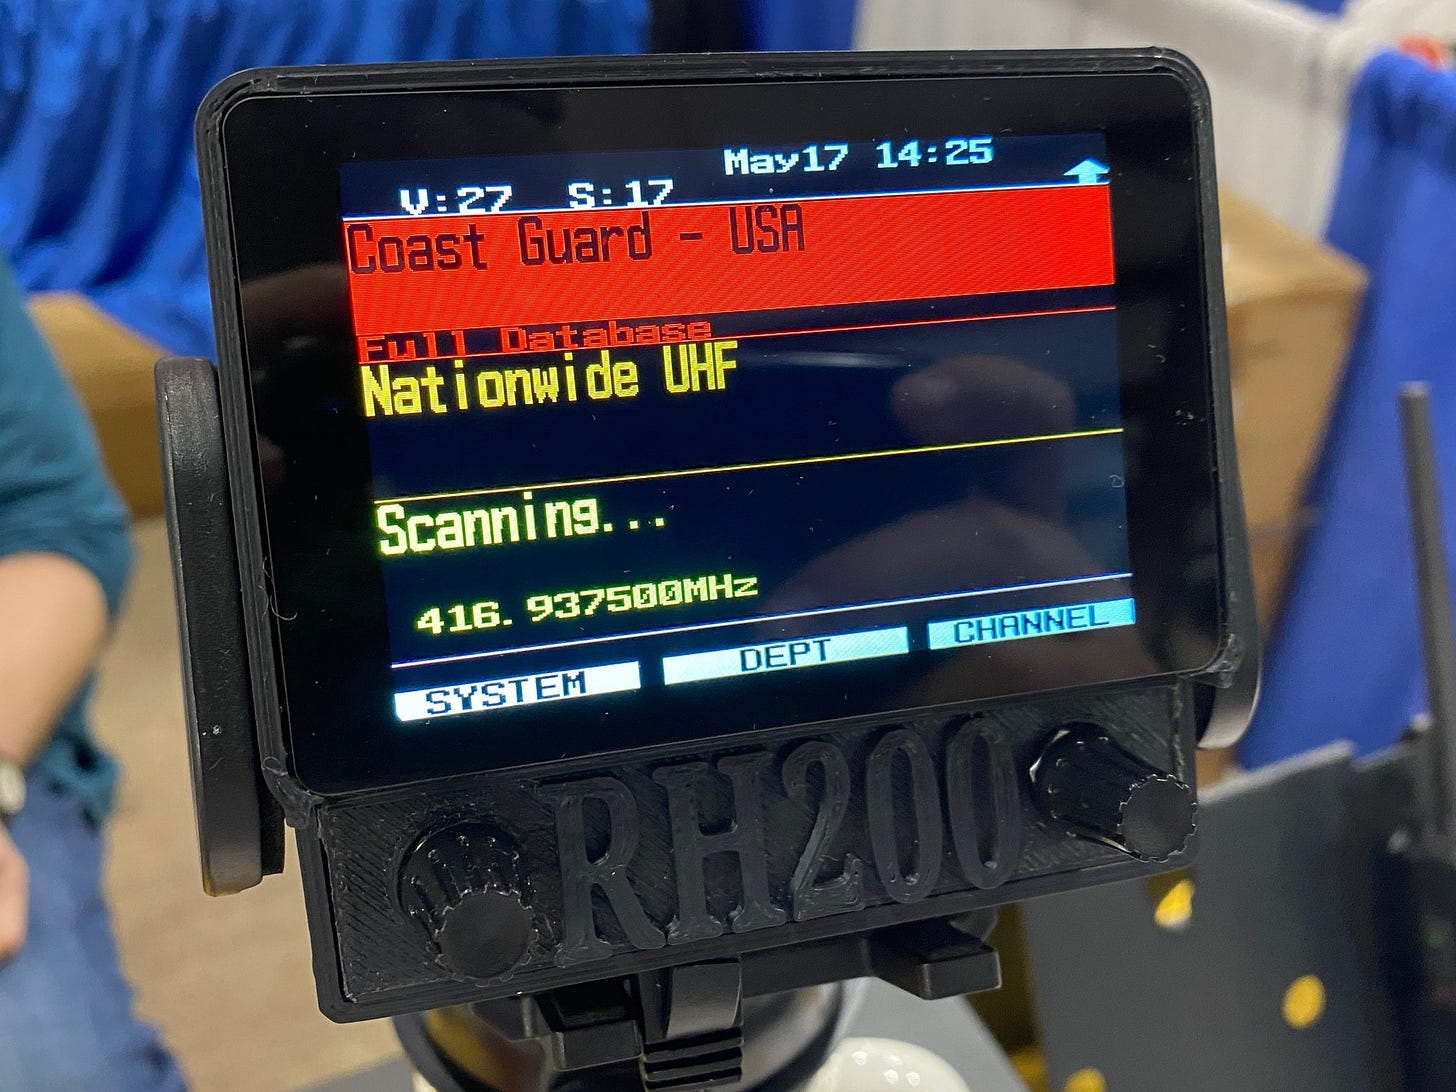 May17 14:25
V:27 S:17
Coast Guard - USA
Full Database
Nationwide UHF
Scanning...
416.937500MHz
SYSTEM DEPT CHANNEL
RH200